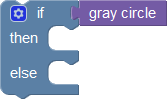 if gray circle
then
else